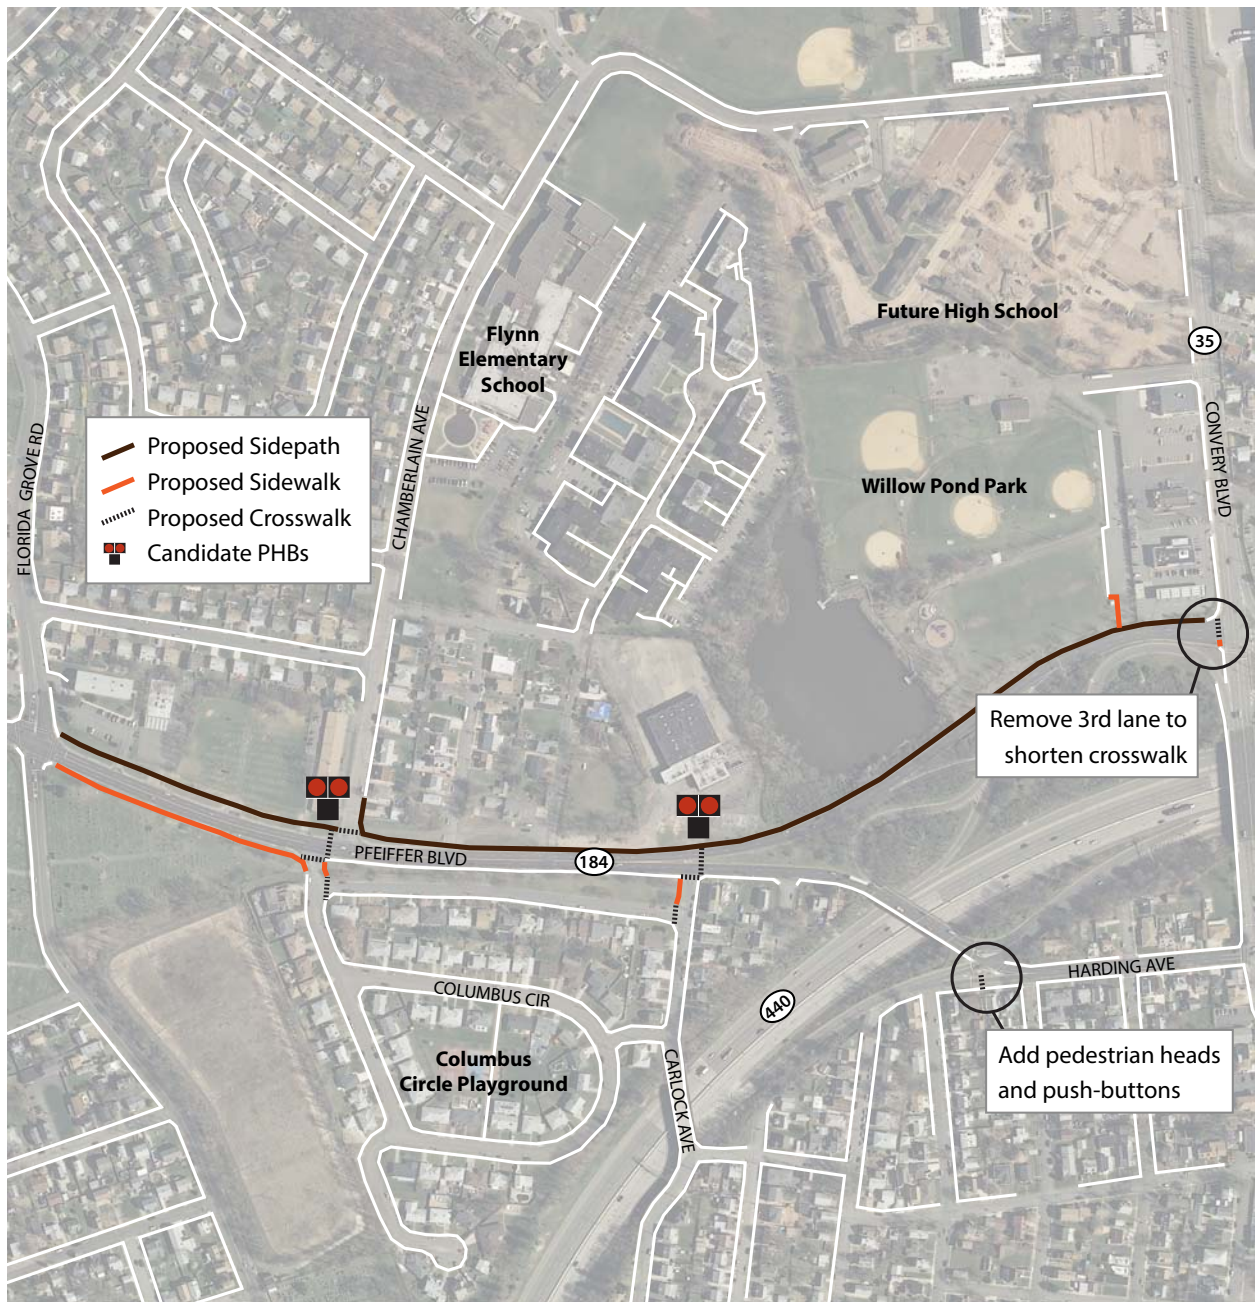 Flynn
Elementary
School
Future High School
35
CONVERY BLVD
FLORIDA GROVE RD
CHAMBERLAIN AVE
Proposed Sidepath
Proposed Sidewalk
Proposed Crosswalk
Candidate PHBs
Willow Pond Park
Remove 3rd lane to
shorten crosswalk
PFEIFFER BLVD
184
HARDING AVE
COLUMBUS CIR
440
Columbus
Circle Playground
CARLOCK AVE
Add pedestrian heads
and push-buttons